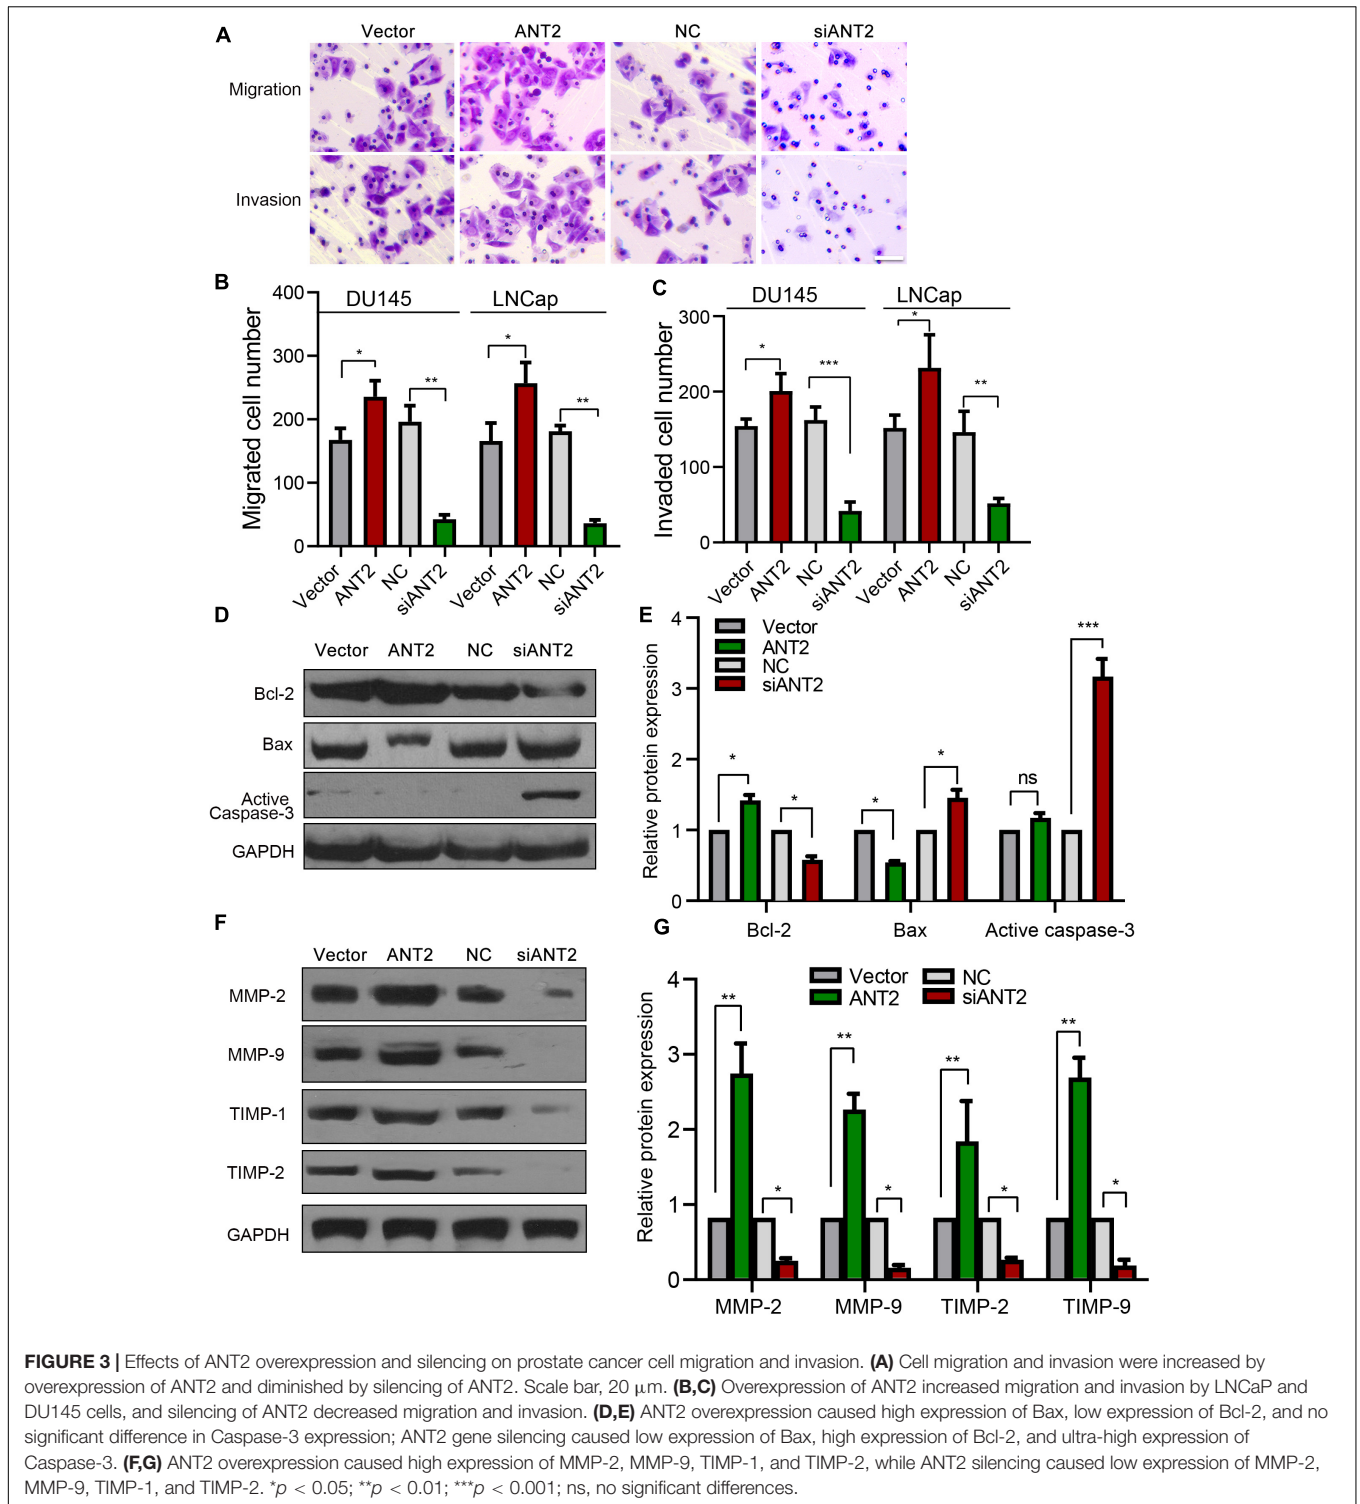 A
Vector ANT2 NC siANT2
Migration
Invasion
B
400
300
200
100
0
Migrated cell number
DU145 LNCap
* ** * **
Vector ANT2 NC siANT2 Vector ANT2 NC siANT2
C
300
200
100
0
Invaded cell number
DU145 LNCap
* *** * **
Vector ANT2 NC siANT2 Vector ANT2 NC siANT2
D
Vector ANT2 NC siANT2
Bcl-2
Bax
Active
Caspase-3
GAPDH
E
4
3
2
1
0
Relative protein expression
Vector
ANT2
NC
siANT2
* * * * ns ***
Bcl-2 Bax Active caspase-3
F
Vector ANT2 NC siANT2
MMP-2
MMP-9
TIMP-1
TIMP-2
GAPDH
G
4
3
2
1
0
Relative protein expression
Vector NC
ANT2 siANT2
** * ** * ** * ** *
MMP-2 MMP-9 TIMP-2 TIMP-9
FIGURE 3 | Effects of ANT2 overexpression and silencing on prostate cancer cell migration and invasion. (A) Cell migration and invasion were increased by
overexpression of ANT2 and diminished by silencing of ANT2. Scale bar, 20 μm. (B,C) Overexpression of ANT2 increased migration and invasion by LNCaP and
DU145 cells, and silencing of ANT2 decreased migration and invasion. (D,E) ANT2 overexpression caused high expression of Bax, low expression of Bcl-2, and no
significant difference in Caspase-3 expression; ANT2 gene silencing caused low expression of Bax, high expression of Bcl-2, and ultra-high expression of
Caspase-3. (F,G) ANT2 overexpression caused high expression of MMP-2, MMP-9, TIMP-1, and TIMP-2, while ANT2 silencing caused low expression of MMP-2,
MMP-9, TIMP-1, and TIMP-2. *p < 0.05; **p < 0.01; ***p < 0.001; ns, no significant differences.